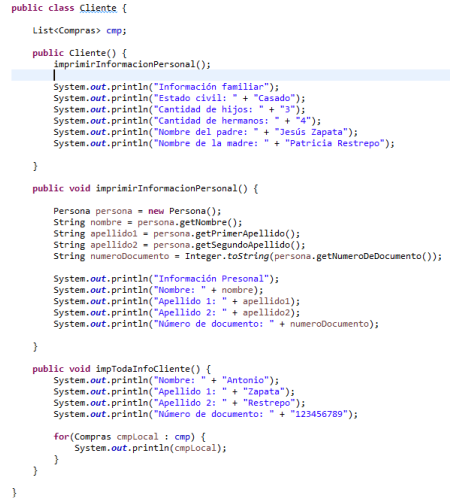 public class Cliente {
List<Compras> cmp;
public Cliente() {
imprimirInformacionPersonal();
System.out.println("Información familiar");
System.out.println("Estado civil: " + "Casado");
System.out.println("Cantidad de hijos: " + "3");
System.out.println("Cantidad de hermanos: " + "4");
System.out.println("Nombre del padre: " + "Jesús Zapata");
System.out.println("Nombre de la madre: " + "Patricia Restrepo");
}
public void imprimirInformacionPersonal() {
Persona persona = new Persona();
String nombre = persona.getNombre();
String apellido1 = persona.getPrimerApellido();
String apellido2 = persona.getSegundoApellido();
String numeroDocumento = Integer.toString(persona.getNumeroDeDocumento());
System.out.println("Información Presonal");
System.out.println("Nombre: " + nombre);
System.out.println("Apellido 1: " + apellido1);
System.out.println("Apellido 2: " + apellido2);
System.out.println("Número de documento: " + numeroDocumento);
}
public void impTodaInfoCliente() {
System.out.println("Nombre: " + "Antonio");
System.out.println("Apellido 1: " + "Zapata");
System.out.println("Apellido 2: " + "Restrepo");
System.out.println("Número de documento: " + "123456789");
for(Compras cmpLocal : cmp) {
System.out.println(cmpLocal);
}
}
}